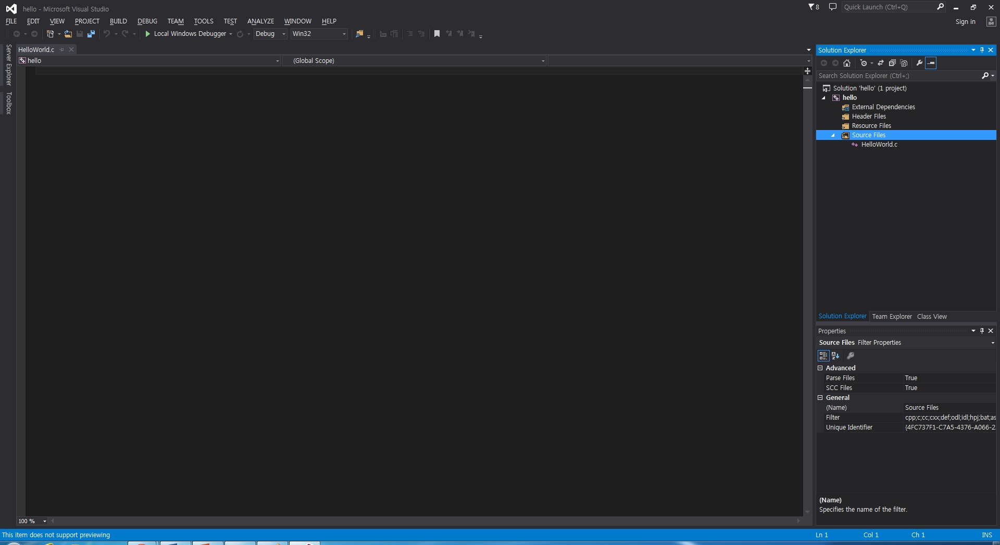 hello - Microsoft Visual Studio
8
Quick Launch (Ctrl+Q)
FILE EDIT VIEW PROJECT BUILD DEBUG TEAM TOOLS TEST ANALYZE WINDOW HELP
Sign in
Local Windows Debugger
Debug
Win32
Server Explorer
Toolbox
HelloWorld.c
hello
(Global Scope)
100 %
Solution Explorer
Search Solution Explorer (Ctrl+;)
Solution 'hello' (1 project)
hello
External Dependencies
Header Files
Resource Files
Source Files
HelloWorld.c
Solution Explorer Team Explorer Class View
Properties
Source Files Filter Properties
Advanced
Parse Files True
SCC Files True
General
(Name) Source Files
Filter cpp;c;cc;cxx;def;odl;idl;hpj;bat;as
Unique Identifier {4FC737F1-C7A5-4376-A066-2
(Name)
Specifies the name of the filter.
This item does not support previewing
Ln 1 Col 1 Ch 1 INS